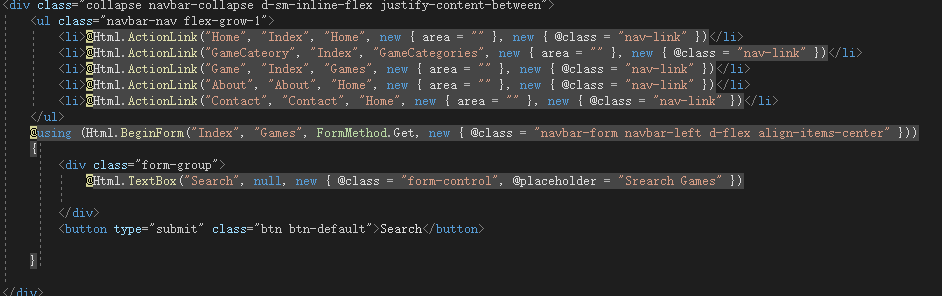 <div class="collapse navbar-collapse d-sm-inline-flex justify-content-between">
<ul class="navbar-nav flex-grow-1">
<li>@Html.ActionLink("Home", "Index", "Home", new { area = "" }, new { @class = "nav-link" })</li>
<li>@Html.ActionLink("GameCateory", "Index", "GameCategories", new { area = "" }, new { @class = "nav-link" })</li>
<li>@Html.ActionLink("Game", "Index", "Games", new { area = "" }, new { @class = "nav-link" })</li>
<li>@Html.ActionLink("About", "About", "Home", new { area = "" }, new { @class = "nav-link" })</li>
<li>@Html.ActionLink("Contact", "Contact", "Home", new { area = "" }, new { @class = "nav-link" })</li>
</ul>
@using (Html.BeginForm("Index", "Games", FormMethod.Get, new { @class = "navbar-form navbar-left d-flex align-items-center" }))
{
<div class="form-group">
@Html.TextBox("Search", null, new { @class = "form-control", @placeholder = "Srearch Games" })
</div>
<button type="submit" class="btn btn-default">Search</button>
}
</div>